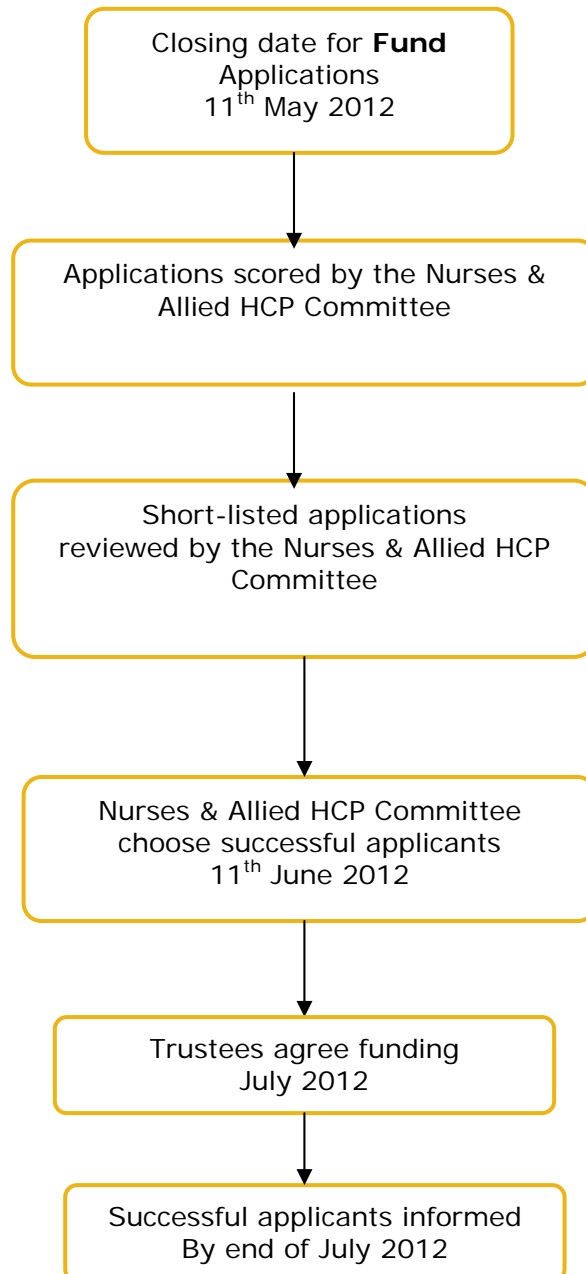 Closing date for Fund
Applications
11th May 2012
Applications scored by the Nurses &
Allied HCP Committee
Short-listed applications
reviewed by the Nurses & Allied HCP
Committee
Nurses & Allied HCP Committee
choose successful applicants
11th June 2012
Trustees agree funding
July 2012
Successful applicants informed
By end of July 2012